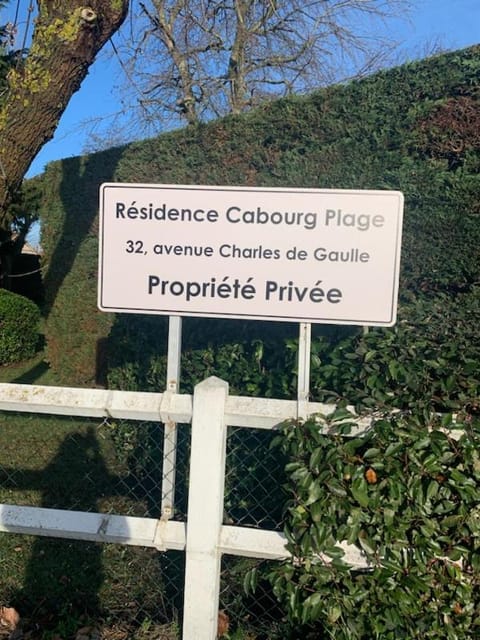 Résidence Cabourg Plage
32, avenue Charles de Gaulle
Propriété Privée